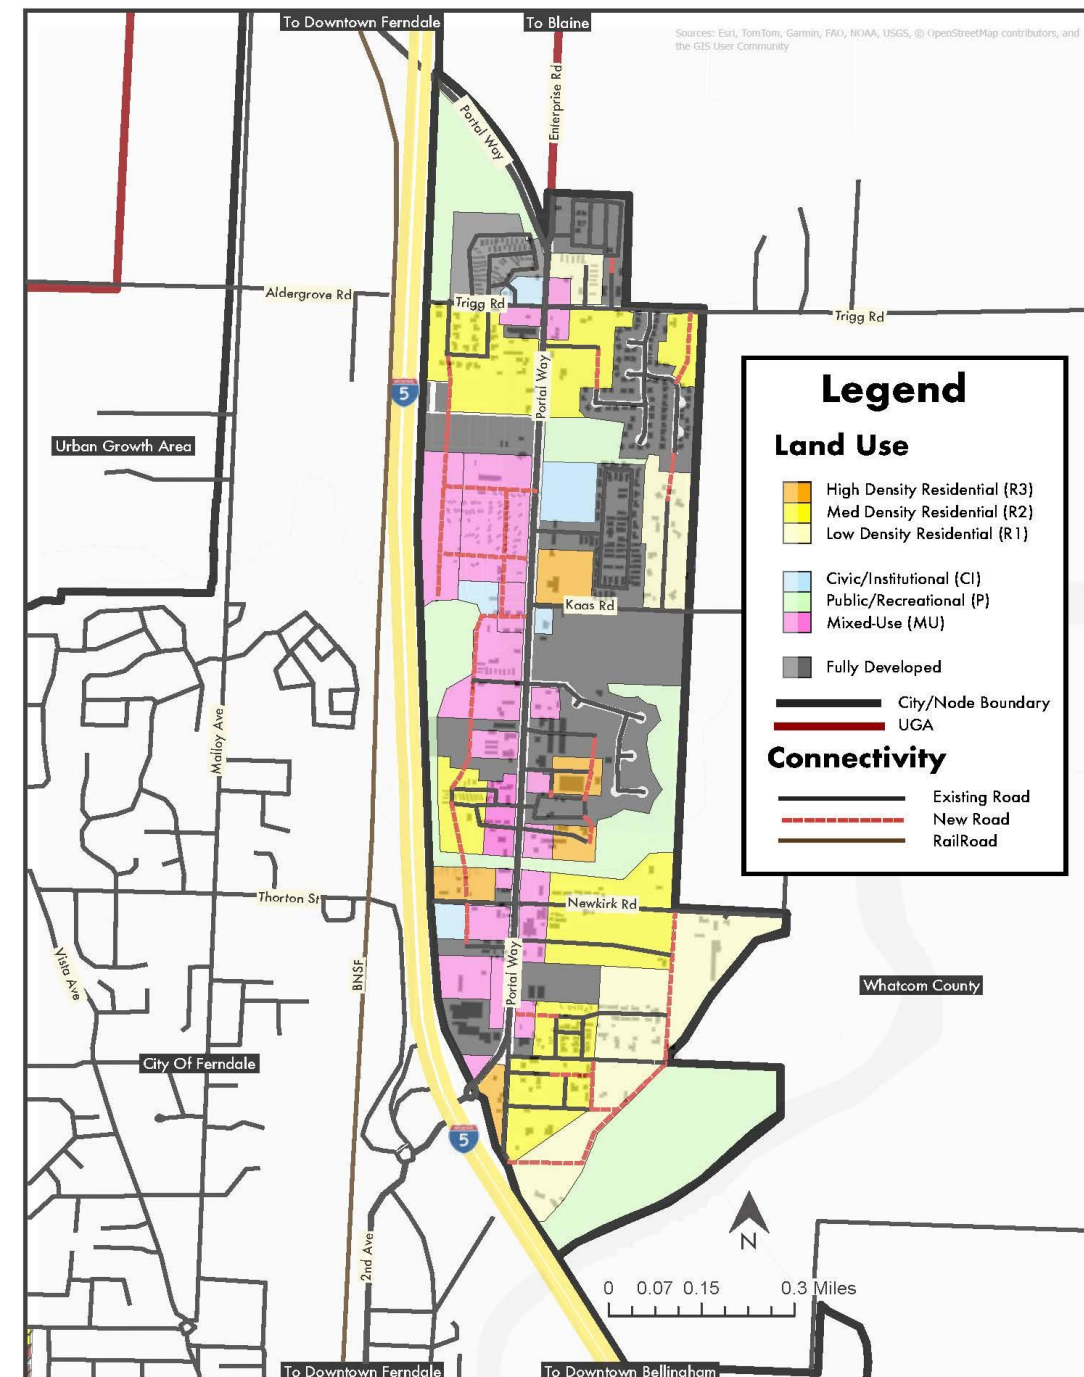 To Downtown Ferndale
To Blaine
Sources: Esri, TomTom, Garmin, FAO, NOAA, USGS, © OpenStreetMap contributors, and
the GIS User Community
Enterprise Rd
Portal Way
Aldergrove Rd
Trigg Rd
Trigg Rd
Portal Way
5
Urban Growth Area
Legend
Land Use
High Density Residential (R3)
Med Density Residential (R2)
Low Density Residential (R1)
Civic/Institutional (CI)
Public/Recreational (P)
Mixed-Use (MU)
Fully Developed
City/Node Boundary
UGA
Connectivity
Existing Road
New Road
RailRoad
Kaas Rd
Malloy Ave
Thorton St
Newkirk Rd
Vista Ave
BNSF
Portal Way
Whatcom County
City Of Ferndale
5
N
2nd Ave
0 0.07 0.15 0.3 Miles
To Downtown Ferndale
To Downtown Bellingham